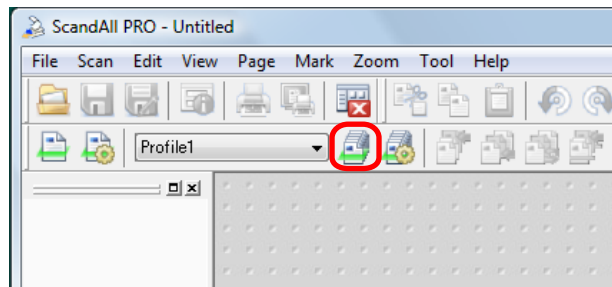 ScandAll PRO - Untitled
File Scan Edit View Page Mark Zoom Tool Help
Profile1